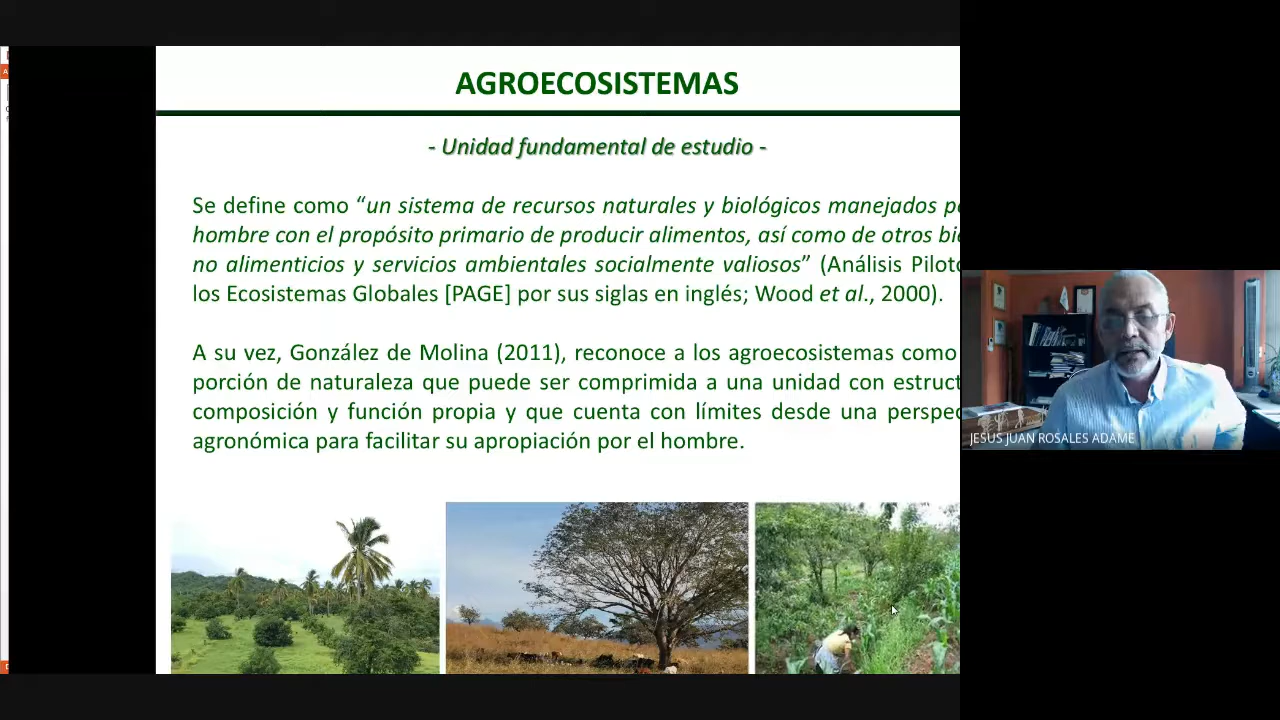 AGROECOSISTEMAS
- Unidad fundamental de estudio -
Se define como “un sistema de recursos naturales y biológicos manejados
hombre con el propósito primario de producir alimentos, así como de otros
no alimenticios y servicios ambientales socialmente valiosos” (Análisis Piloto
los Ecosistemas Globales [PAGE] por sus siglas en inglés; Wood et al., 2000).
A su vez, González de Molina (2011), reconoce a los agroecosistemas como
porción de naturaleza que puede ser comprimida a una unidad con
composición y función propia y que cuenta con límites desde una
agronómica para facilitar su apropiación por el hombre.
JESUS JUAN ROSALES ADAME